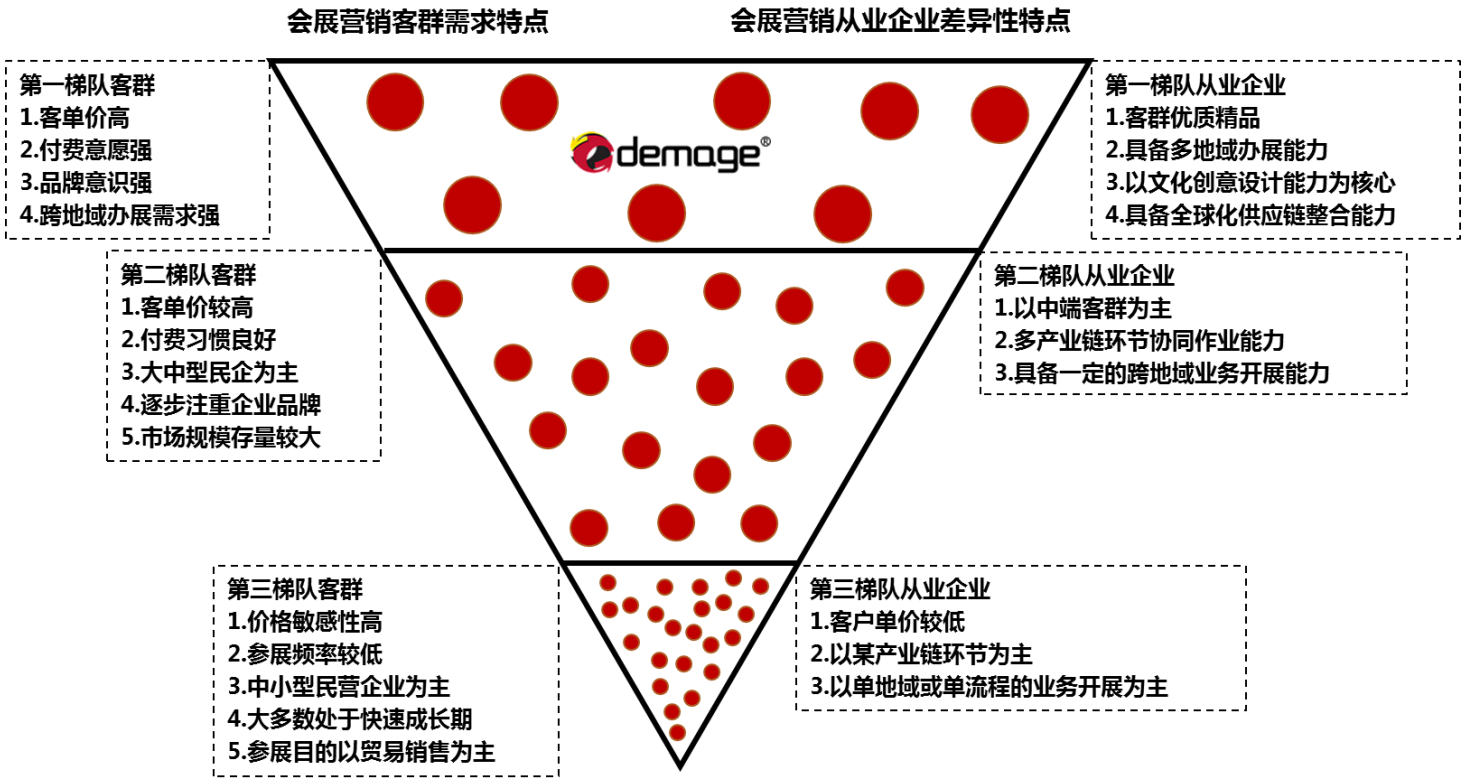 会展营销客群需求特点
会展营销从业企业差异性特点
第一梯队客群
1.客单价高
2.付费意愿强
3.品牌意识强
4.跨地域办展需求强
demage®
第一梯队从业企业
1.客群优质精品
2.具备多地域办展能力
3.以文化创意设计能力为核心
4.具备全球化供应链整合能力
第二梯队客群
1.客单价较高
2.付费习惯良好
3.大中型民企为主
4.逐步注重企业品牌
5.市场规模存量较大
第二梯队从业企业
1.以中端客群为主
2.多产业链环节协同作业能力
3.具备一定的跨地域业务开展能力
第三梯队客群
1.价格敏感性高
2.参展频率较低
3.中小型民营企业为主
4.大多数处于快速成长期
5.参展目的以贸易销售为主
第三梯队从业企业
1.客户单价较低
2.以某产业链环节为主
3.以单地域或单流程的业务开展为主